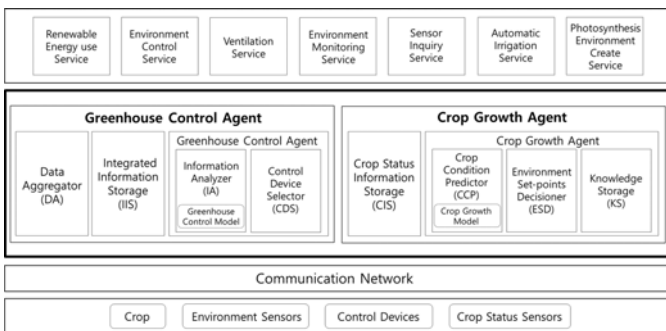 Renewable
Energy use
Service
Environment
Control
Service
Ventilation
Service
Environment
Monitoring
Service
Sensor
Inquiry
Service
Automatic
Irrigation
Service
Photosynthesis
Environment
Create
Service
Greenhouse Control Agent
Data
Aggregator
(DA)
Integrated
Information
Storage
(IIS)
Greenhouse Control Agent
Information
Analyzer
(IA)
Greenhouse
Control Model
Control
Device
Selector
(CDS)
Crop Growth Agent
Crop Status
Information
Storage
(CIS)
Crop Growth Agent
Crop
Condition
Predictor
(CCP)
Crop Growth
Model
Environment
Set-points
Decisioner
(ESD)
Knowledge
Storage
(KS)
Communication Network
Crop
Environment Sensors
Control Devices
Crop Status Sensors